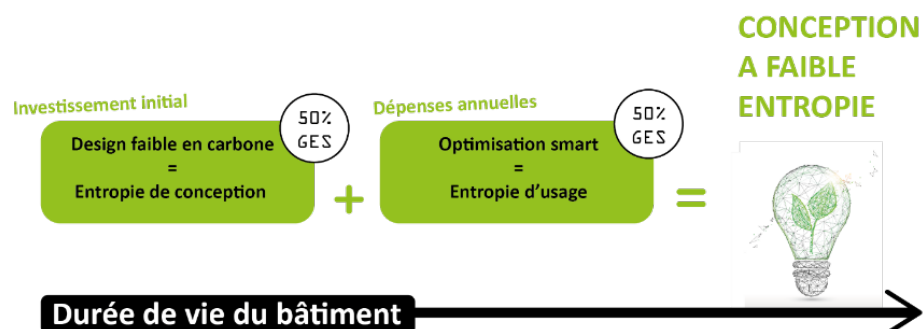 CONCEPTION
A FAIBLE
ENTROPIE
Investissement initial
50%
GES
Design faible en carbone
=
Entropie de conception
+
Dépenses annuelles
50%
GES
Optimisation smart
=
Entropie d'usage
=
Durée de vie du bâtiment